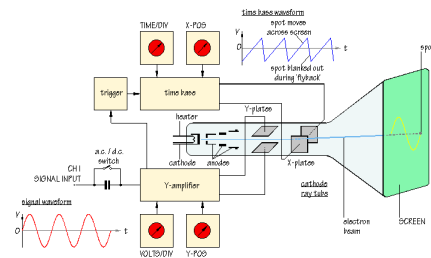 TIME/DIV
X-POS
time base waveform
V
spot moves
across screen
O
t
spot blanked out
during 'flyback'
spot
trigger
time base
Y-plates
heater
a.c. / d.c.
switch
cathode
anodes
X-plates
CH I
SIGNAL INPUT
Y-amplifier
cathode
ray tube
signal waveform
V
O
t
electron
beam
SCREEN
VOLTS/DIV
Y-POS